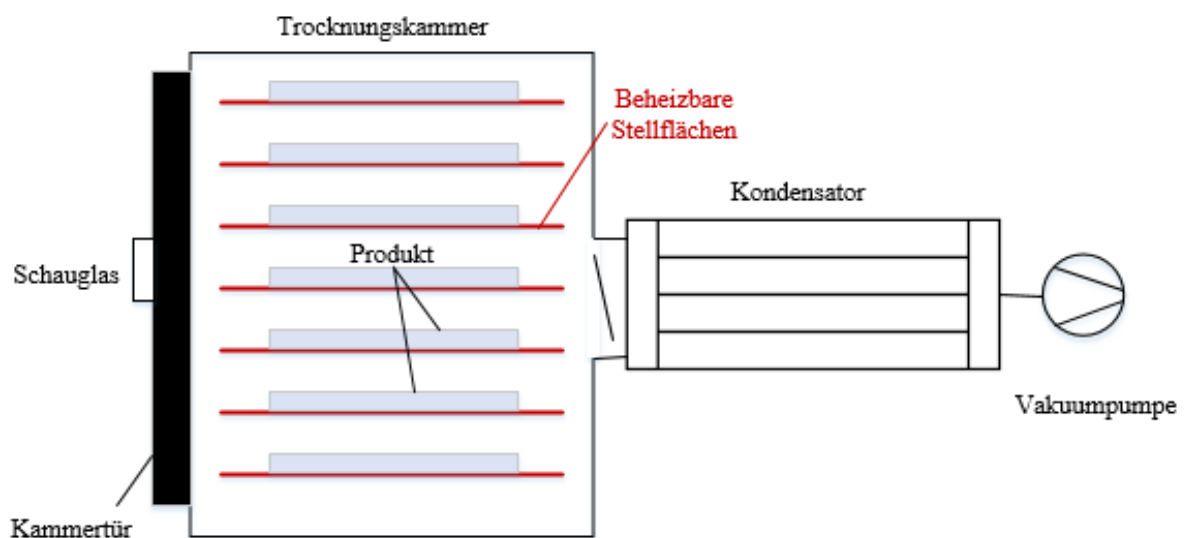 Trocknungskammer
Beheizbare
Stellflächen
Kondensator
Produkt
Schauglas
Vakuumpumpe
Kammertür